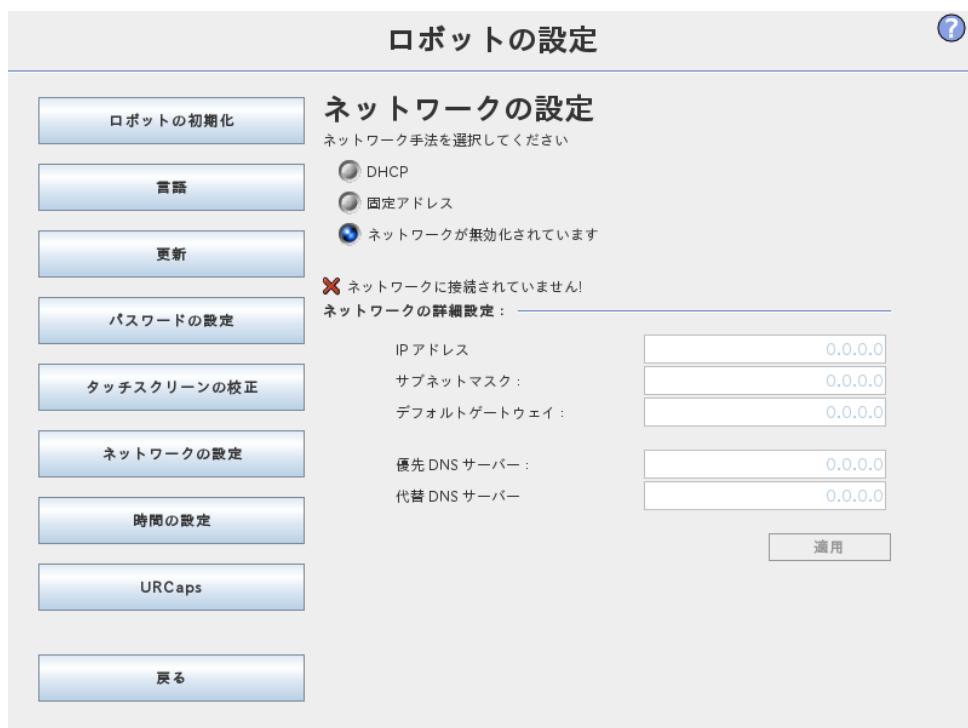 ロボットの設定
?
ロボットの初期化
言語
更新
パスワードの設定
タッチスクリーンの校正
ネットワークの設定
時間の設定
URCaps
戻る
ネットワークの設定
ネットワーク手法を選択してください
DHCP
固定アドレス
ネットワークが無効化されています
ネットワークに接続されていません!
ネットワークの詳細設定:
IP アドレス 0.0.0.0
サブネットマスク: 0.0.0.0
デフォルトゲートウェイ: 0.0.0.0
優先 DNS サーバー: 0.0.0.0
代替 DNS サーバー 0.0.0.0
適用